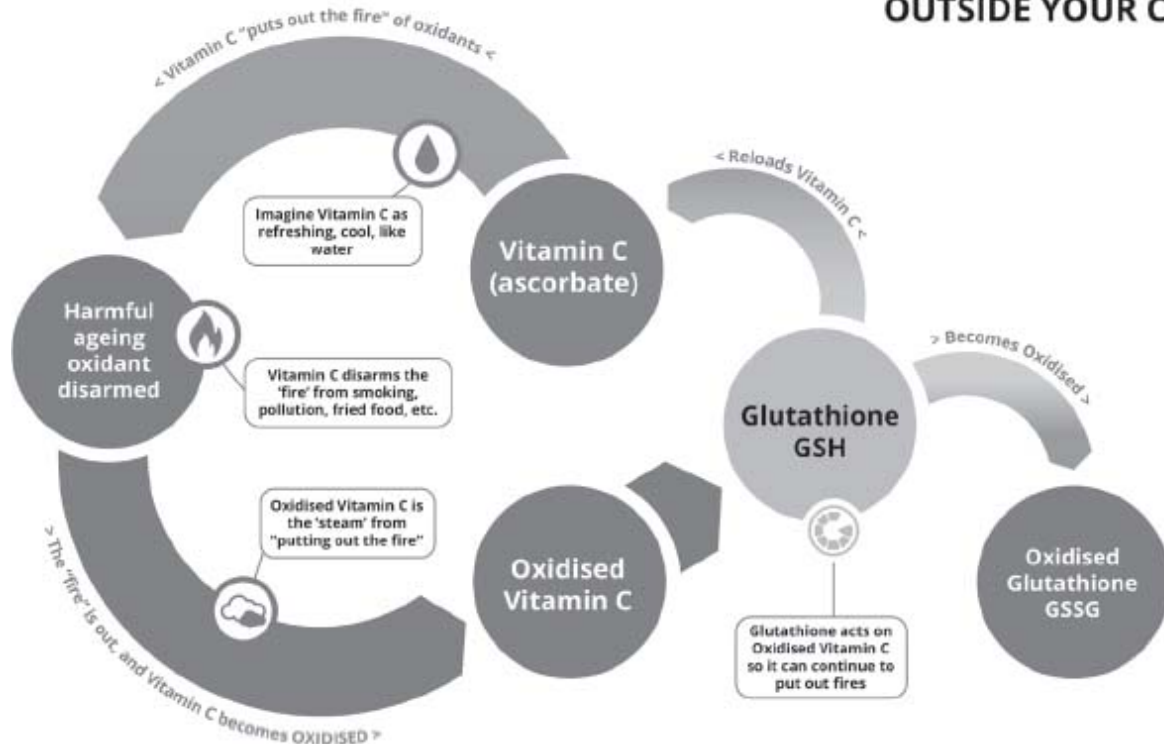 OUTSIDE YOUR C
< Vitamin C "puts out the fire" of oxidants <
Imagine Vitamin C as
refreshing, cool, like
water
Vitamin C
(ascorbate)
< Reloads Vitamin C <
Harmful
ageing
oxidant
disarmed
Vitamin C disarms the
'fire' from smoking,
pollution, fried food, etc.
> Becomes Oxidised >
Glutathione
GSH
Oxidised Vitamin C is
the 'steam' from
"putting out the fire"
> The "fire" is out, and Vitamin C becomes OXIDISED >
Oxidised
Vitamin C
Oxidised
Glutathione
GSSG
Glutathione acts on
Oxidised Vitamin C
so it can continue to
put out fires